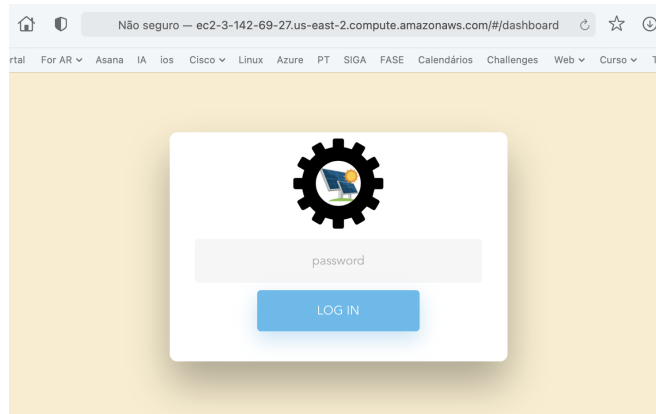 Não seguro — ec2-3-142-69-27.us-east-2.compute.amazonaws.com/#/dashboard
For AR Asana IA ios Cisco Linux Azure PT SIGA FASE Calendários Challenges Web Curso
password
LOG IN